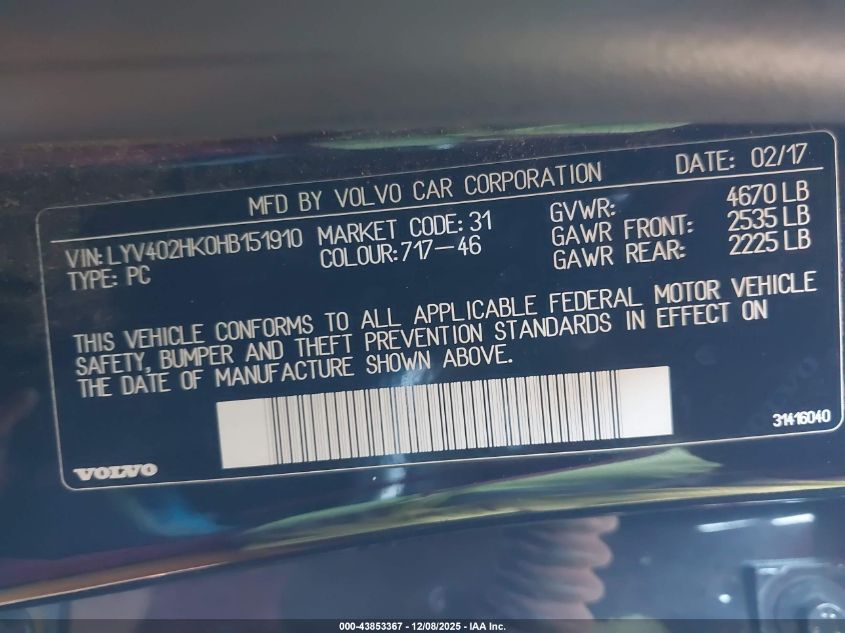 MFD BY VOLVO CAR CORPORATION DATE: 02/17
VIN: LYV402HK0HB151910 MARKET CODE: 31 GVWR: 4670 LB
TYPE: PC COLOUR: 717-46 GAWR FRONT: 2535 LB
GAWR REAR: 2225 LB
THIS VEHICLE CONFORMS TO ALL APPLICABLE FEDERAL MOTOR VEHICLE
SAFETY, BUMPER AND THEFT PREVENTION STANDARDS IN EFFECT ON
THE DATE OF MANUFACTURE SHOWN ABOVE.
31416040
VOLVO
000-43853367 - 12/08/2025 - IAA Inc.